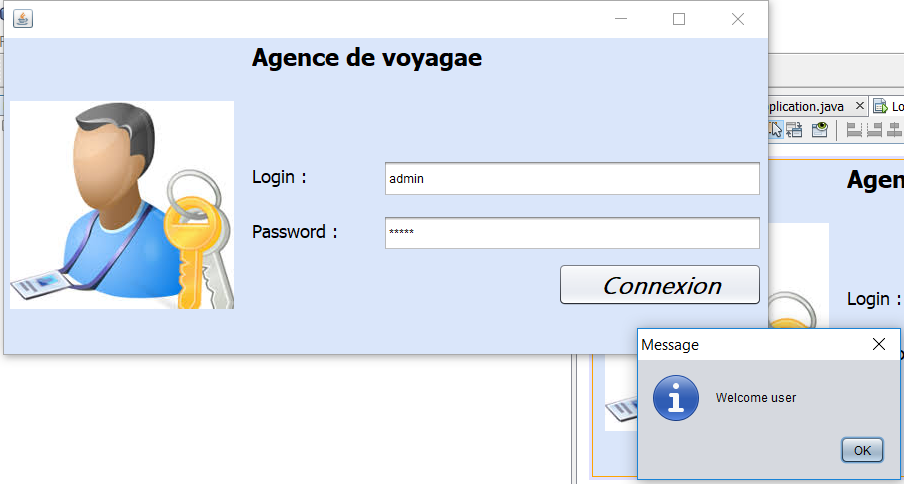 Agence de voyagae
Login :
admin
Password :
*****
Connexion
plication.java
Lo
Agen
Login :
Message
Welcome user
OK